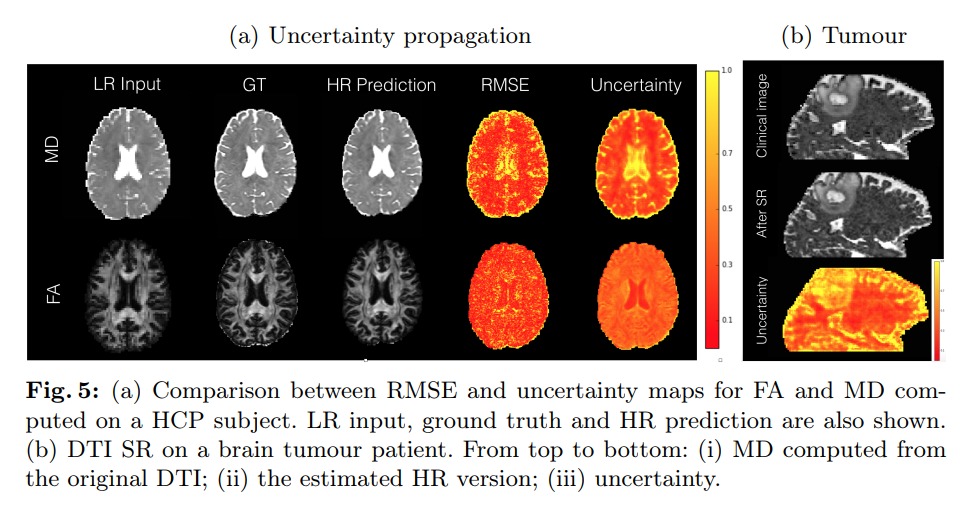 (a) Uncertainty propagation
(b) Tumour
LR Input GT HR Prediction RMSE Uncertainty
MD
FA
1.0
0.7
0.5
0.3
0.1
Clinical image
After SR
Uncertainty
Fig. 5: (a) Comparison between RMSE and uncertainty maps for FA and MD com-
puted on a HCP subject. LR input, ground truth and HR prediction are also shown.
(b) DTI SR on a brain tumour patient. From top to bottom: (i) MD computed from
the original DTI; (ii) the estimated HR version; (iii) uncertainty.